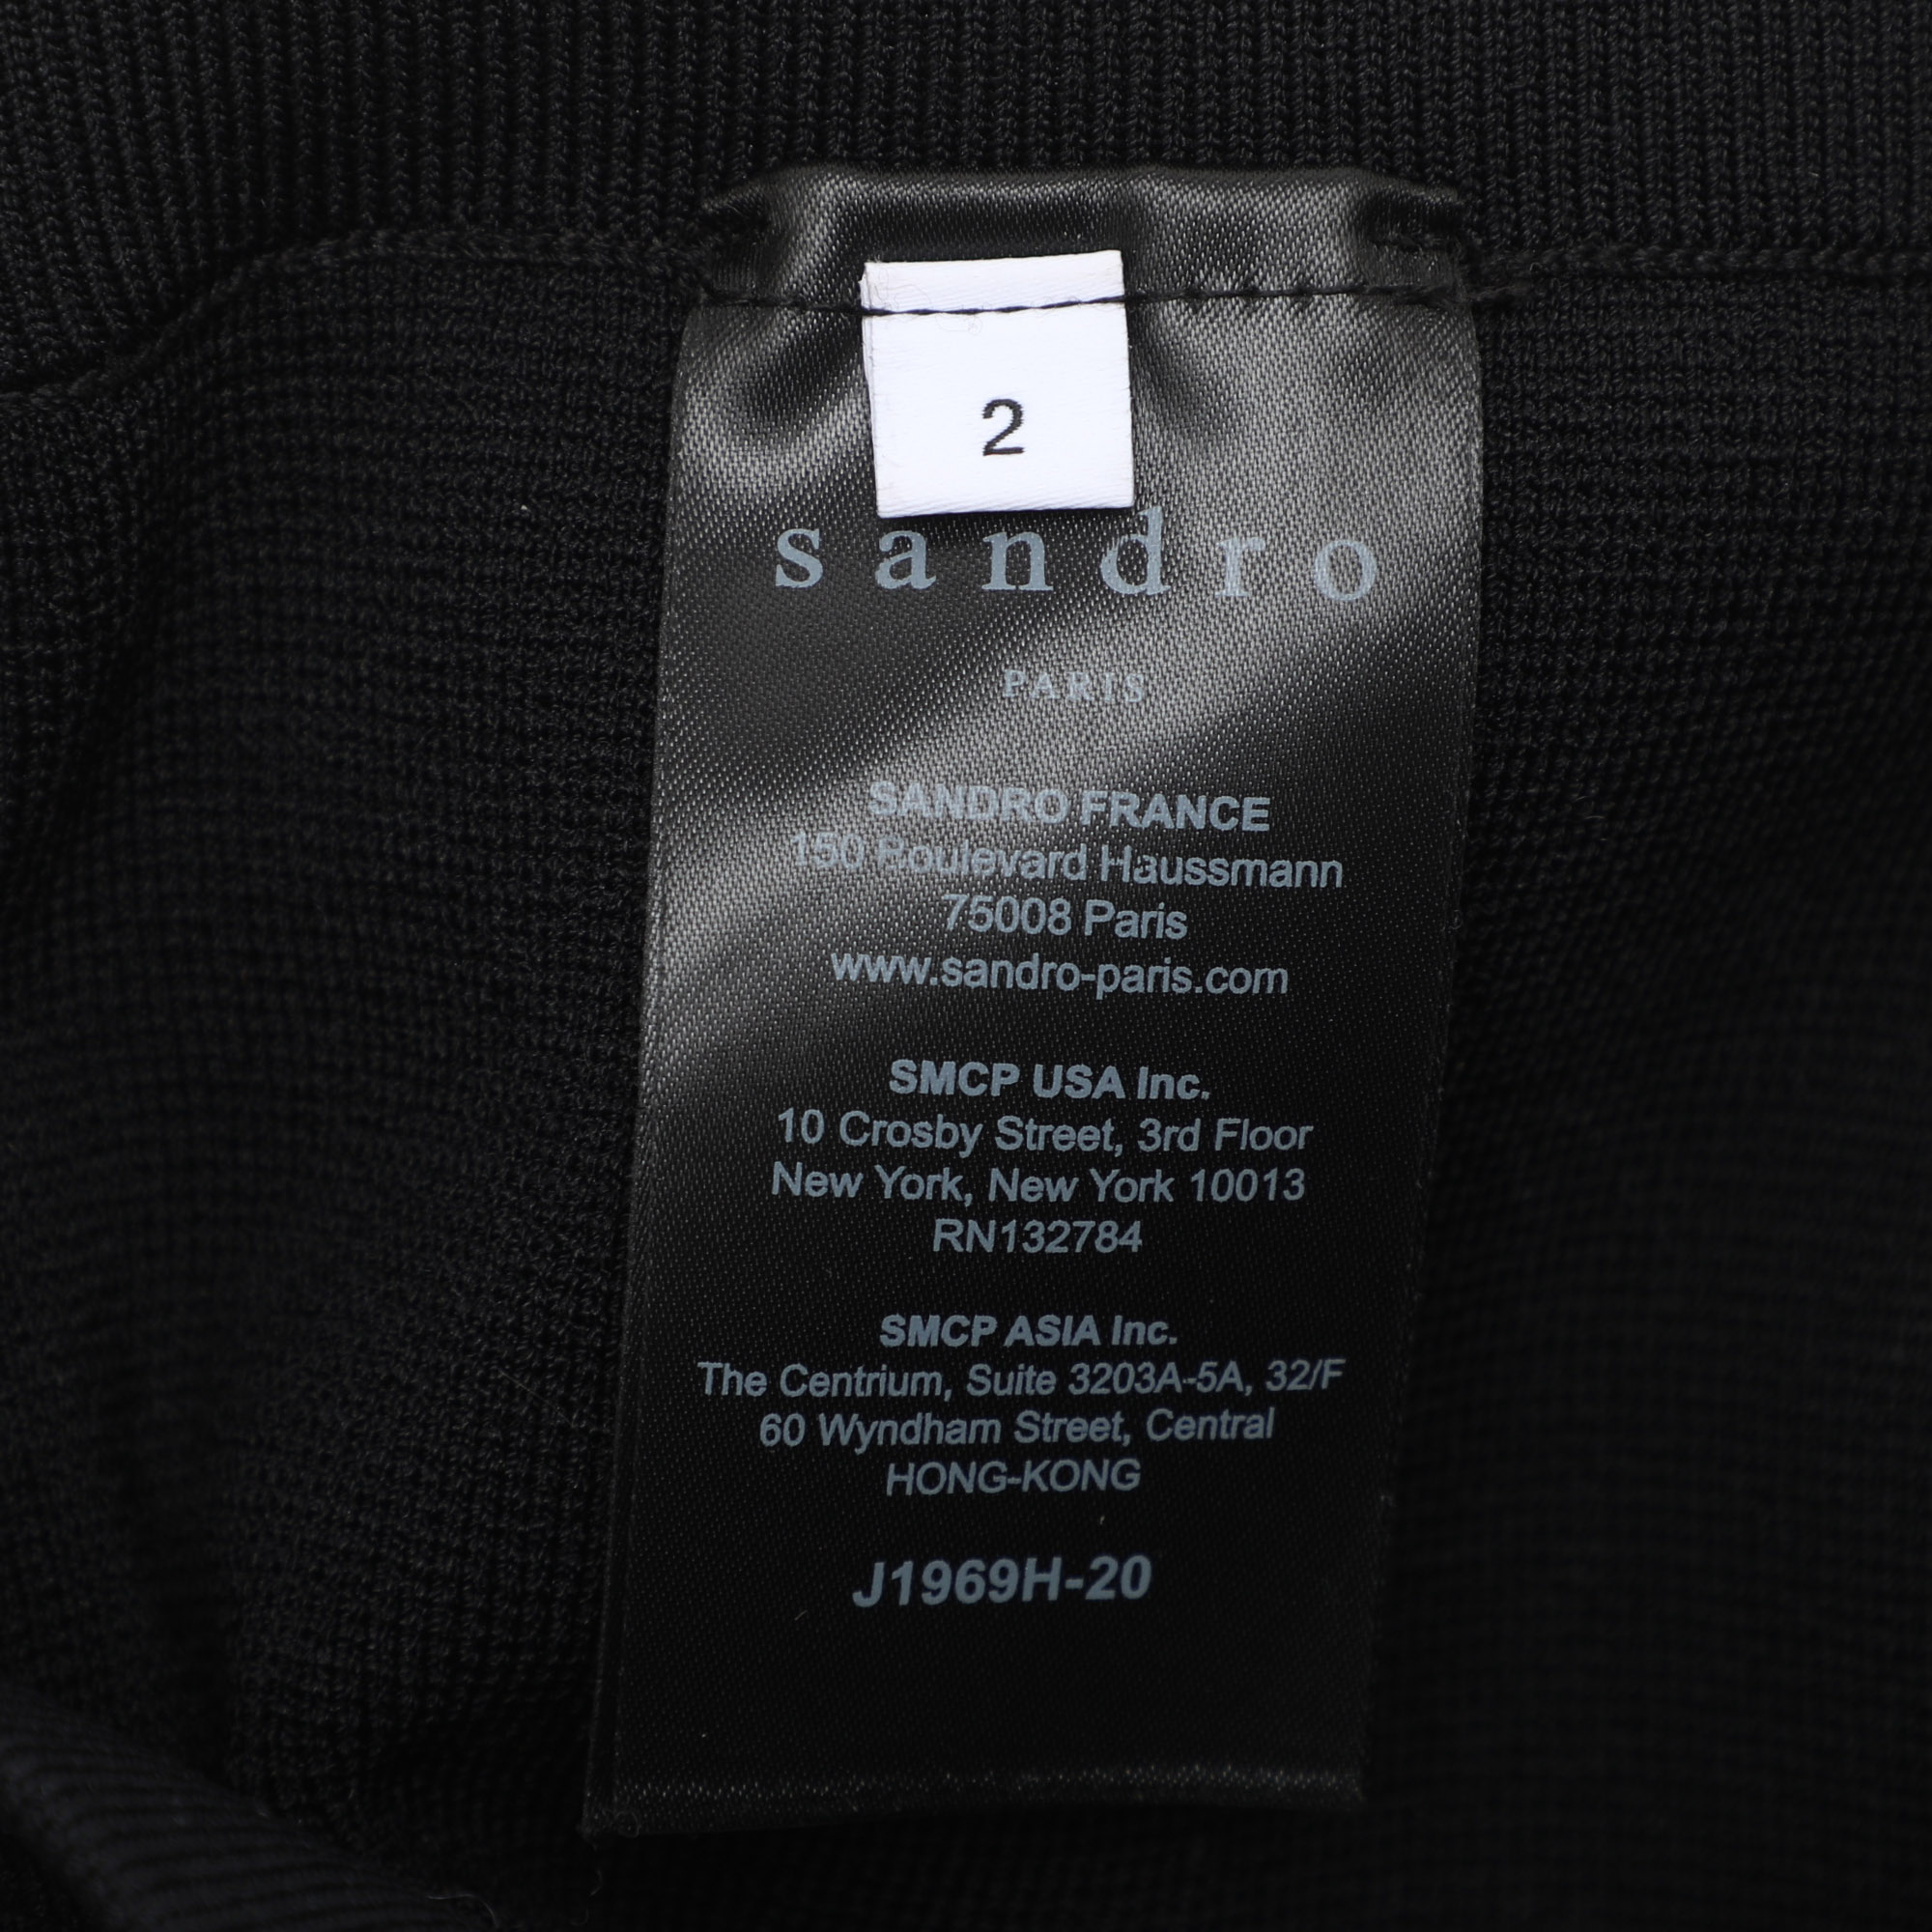 2
sandro
PARIS
SANDRO FRANCE
150 Boulevard Haussmann
75008 Paris
www.sandro-paris.com
SMCP USA Inc.
10 Crosby Street, 3rd Floor
New York, New York 10013
RN132784
SMCP ASIA Inc.
The Centrium, Suite 3203A-5A, 32/F
60 Wyndham Street, Central
HONG-KONG
J1969H-20